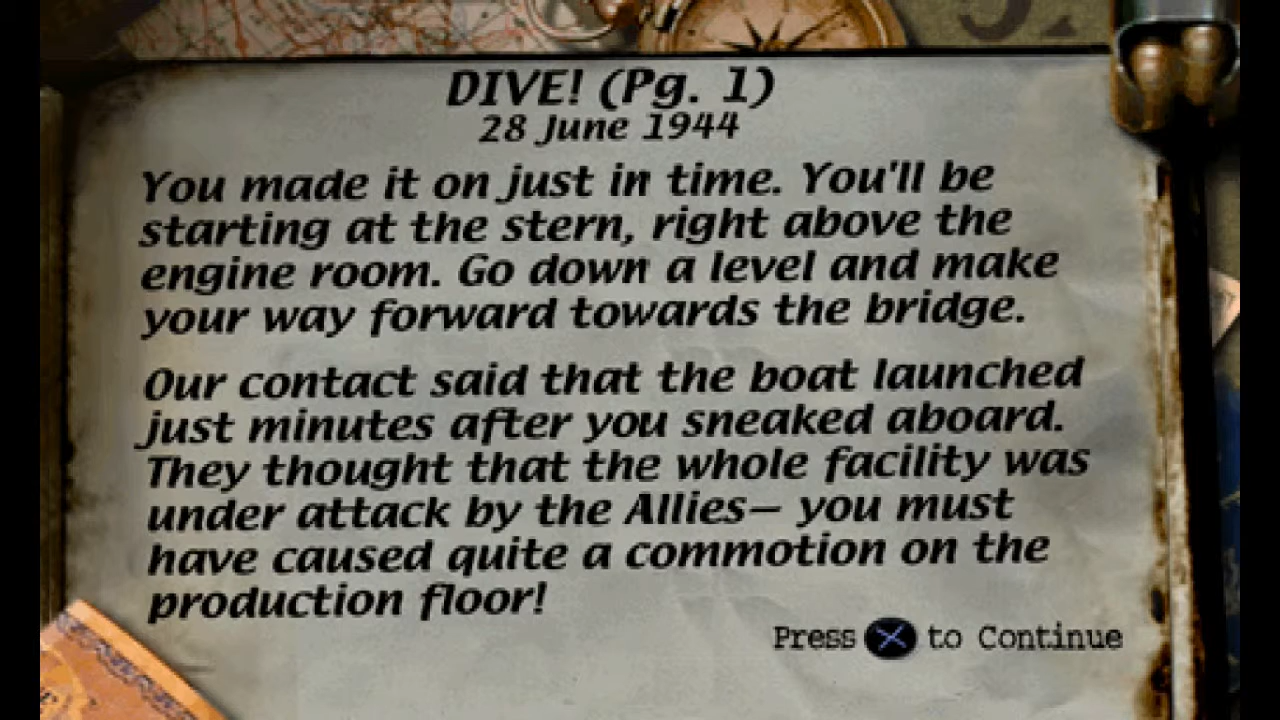 DIVE! (Pg. 1)
28 June 1944
You made it on just in time. You'll be
starting at the stern, right above the
engine room. Go down a level and make
your way forward towards the bridge.
Our contact said that the boat launched
just minutes after you sneaked aboard.
They thought that the whole facility was
under attack by the Allies— you must
have caused quite a commotion on the
production floor!
Press to Continue